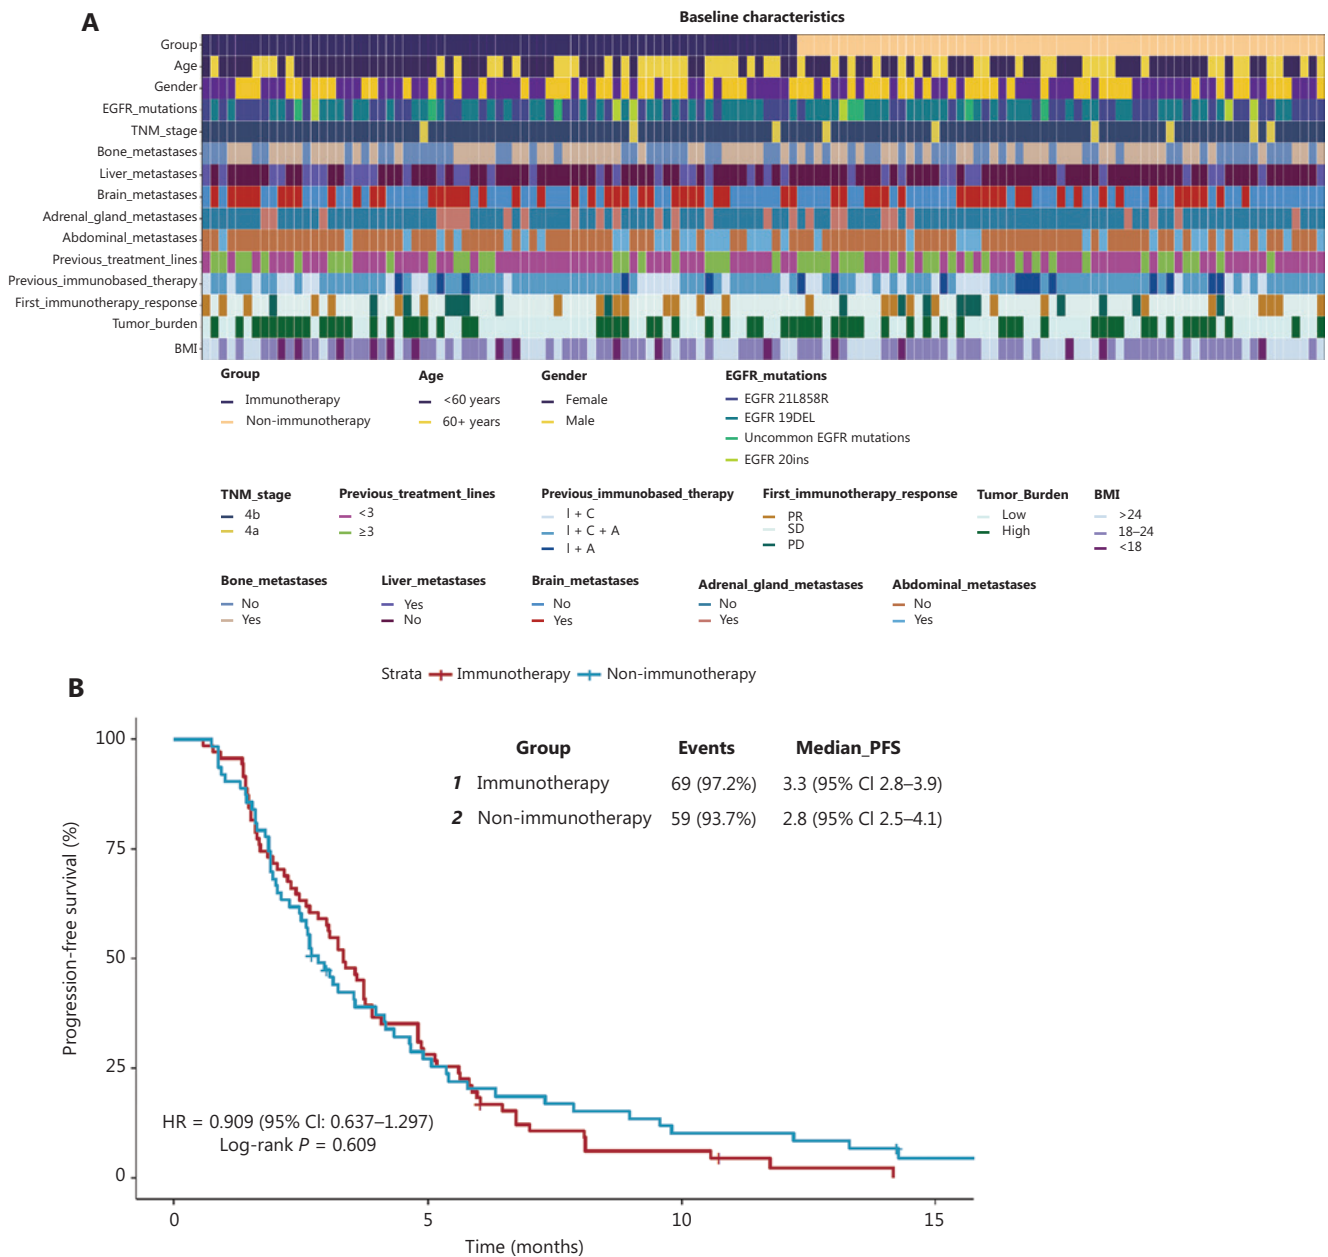 A
Baseline characteristics
Group
Age
Gender
EGFR_mutations
TNM_stage
Bone_metastases
Liver_metastases
Brain_metastases
Adrenal_gland_metastases
Abdominal_metastases
Previous_treatment_lines
Previous_immunobased_therapy
First_immunotherapy_response
Tumor_burden
BMI
Group Age Gender EGFR_mutations
Immunotherapy <60 years Female EGFR 21L858R
Non-immunotherapy 60+ years Male EGFR 19DEL
Uncommon EGFR mutations
EGFR 20ins
TNM_stage Previous_treatment_lines Previous_immunobased_therapy First_immunotherapy_response Tumor_Burden BMI
4b <3 I + C PR Low >24
4a ≥3 I + C + A SD High 18–24
I + A PD <18
Bone_metastases Liver_metastases Brain_metastases Adrenal_gland_metastases Abdominal_metastases
No Yes No No No
Yes No Yes Yes Yes
B
Strata Immunotherapy Non-immunotherapy
Group Events Median_PFS
1 Immunotherapy 69 (97.2%) 3.3 (95% CI 2.8–3.9)
2 Non-immunotherapy 59 (93.7%) 2.8 (95% CI 2.5–4.1)
100
75
50
25
0
Progression-free survival (%)
HR = 0.909 (95% CI: 0.637–1.297)
Log-rank P = 0.609
0 5 10 15
Time (months)